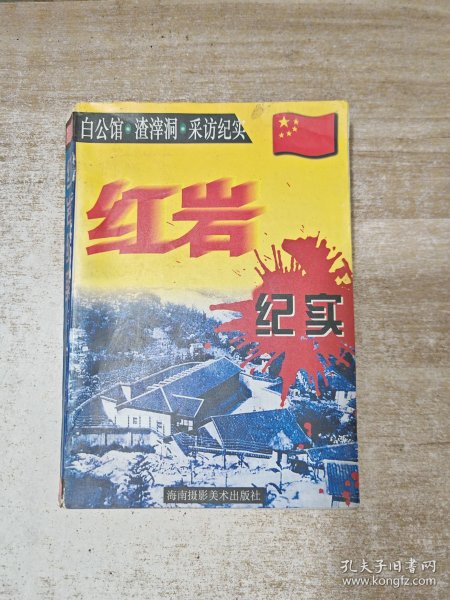 白公馆·渣滓洞·采访纪实
红岩
纪实
海南摄影美术出版社
孔夫子旧书网
www.kongfz.com